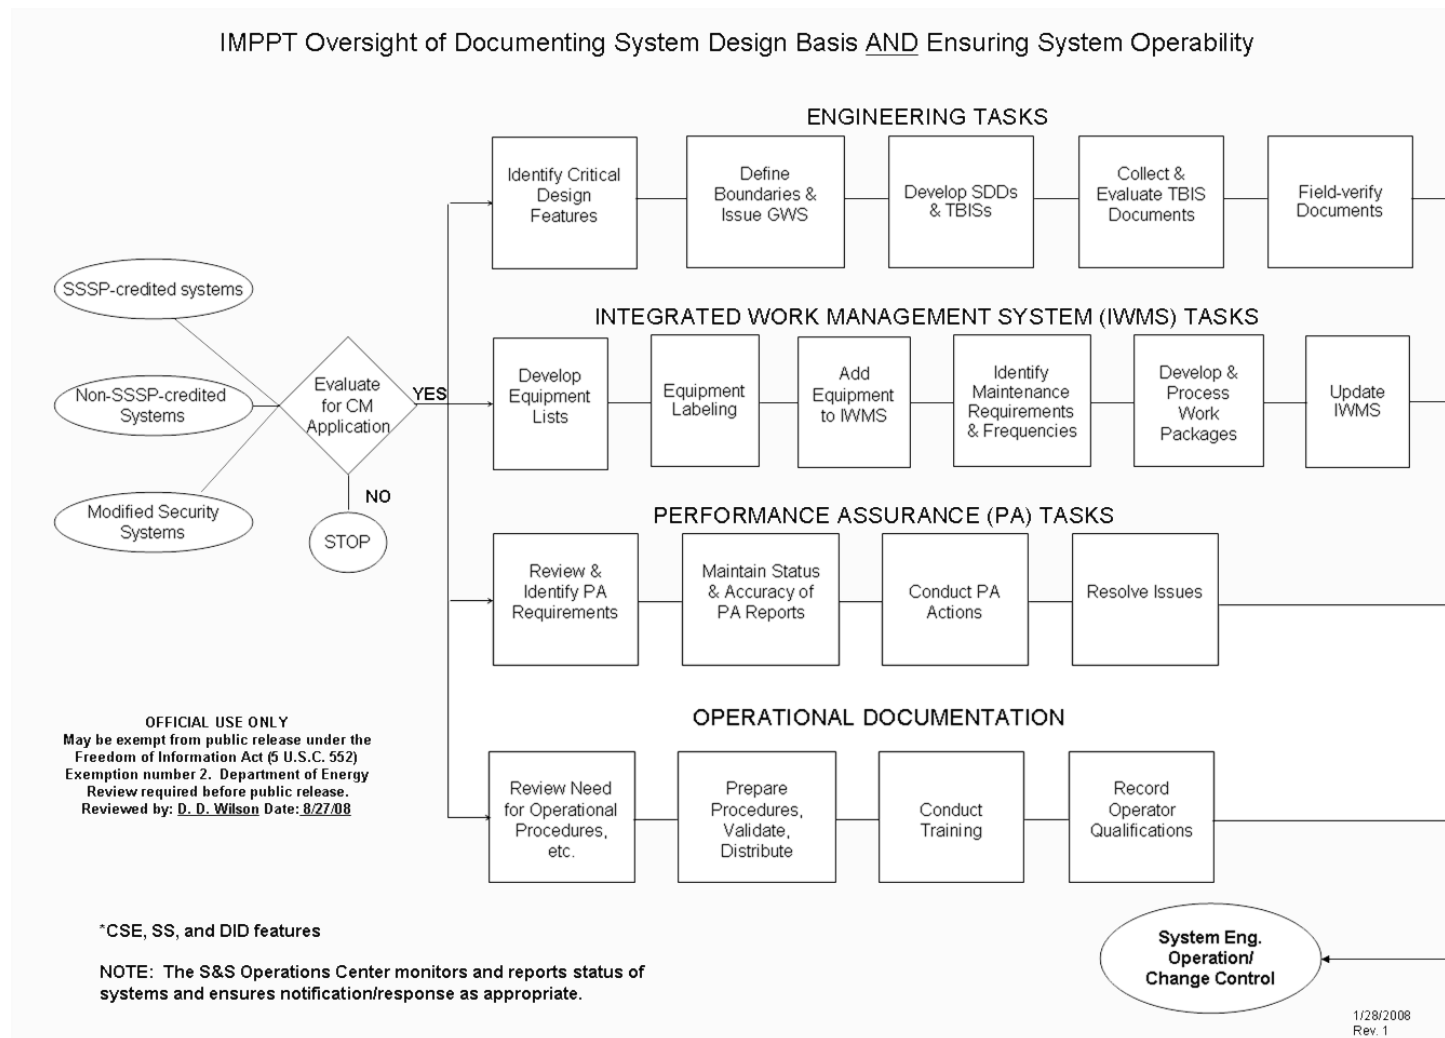 IMPPT Oversight of Documenting System Design Basis AND Ensuring System Operability
ENGINEERING TASKS
Identify Critical
Design
Features
Define
Boundaries &
Issue GWS
Develop SDDs
& TBISs
Collect &
Evaluate TBIS
Documents
Field-verify
Documents
SSSP-credited systems
Non-SSSP-credited
Systems
Modified Security
Systems
Evaluate
for CM
Application
YES
NO
STOP
INTEGRATED WORK MANAGEMENT SYSTEM (IWMS) TASKS
Develop
Equipment
Lists
Equipment
Labeling
Add
Equipment
to IWMS
Identify
Maintenance
Requirements
& Frequencies
Develop &
Process
Work
Packages
Update
IWMS
PERFORMANCE ASSURANCE (PA) TASKS
Review &
Identify PA
Requirements
Maintain Status
& Accuracy of
PA Reports
Conduct PA
Actions
Resolve Issues
OPERATIONAL DOCUMENTATION
Review Need
for Operational
Procedures,
etc.
Prepare
Procedures,
Validate,
Distribute
Conduct
Training
Record
Operator
Qualifications
OFFICIAL USE ONLY
May be exempt from public release under the
Freedom of Information Act (5 U.S.C. 552)
Exemption number 2. Department of Energy
Review required before public release.
Reviewed by: D. D. Wilson Date: 8/27/08
*CSE, SS, and DID features
NOTE: The S&S Operations Center monitors and reports status of
systems and ensures notification/response as appropriate.
System Eng.
Operation/
Change Control
1/28/2008
Rev. 1